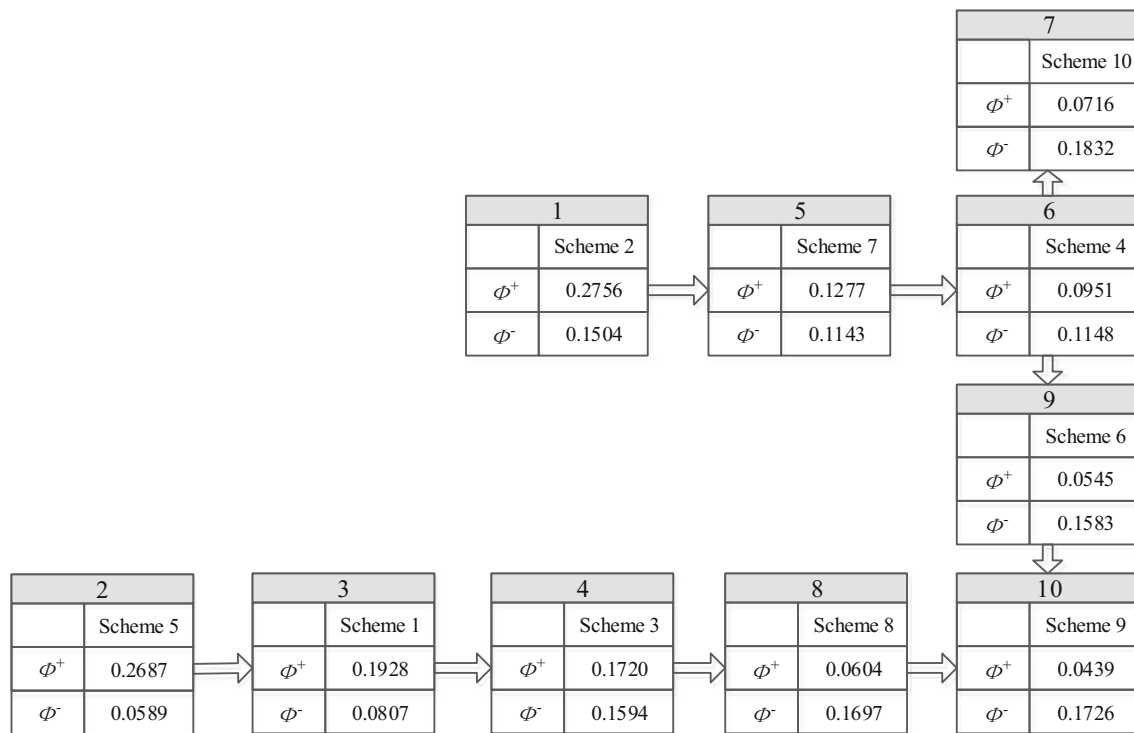 7
Scheme 10
Φ⁺ 0.0716
Φ⁻ 0.1832
1
Scheme 2
Φ⁺ 0.2756
Φ⁻ 0.1504
5
Scheme 7
Φ⁺ 0.1277
Φ⁻ 0.1143
6
Scheme 4
Φ⁺ 0.0951
Φ⁻ 0.1148
9
Scheme 6
Φ⁺ 0.0545
Φ⁻ 0.1583
2
Scheme 5
Φ⁺ 0.2687
Φ⁻ 0.0589
3
Scheme 1
Φ⁺ 0.1928
Φ⁻ 0.0807
4
Scheme 3
Φ⁺ 0.1720
Φ⁻ 0.1594
8
Scheme 8
Φ⁺ 0.0604
Φ⁻ 0.1697
10
Scheme 9
Φ⁺ 0.0439
Φ⁻ 0.1726